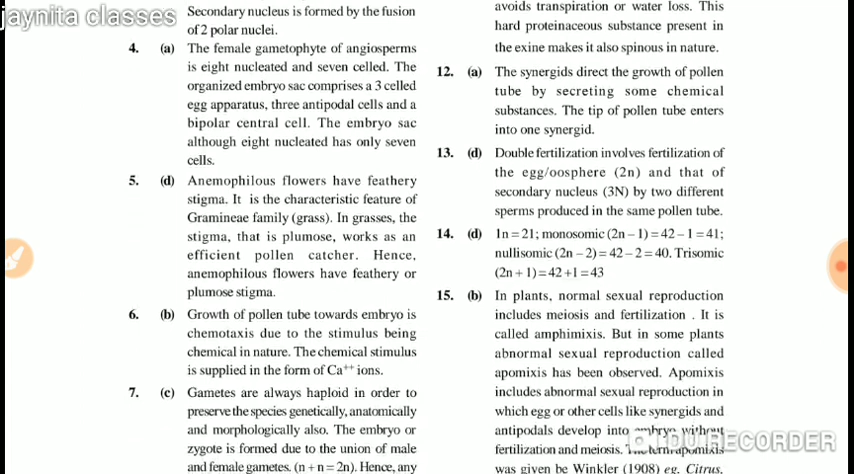 jaynita classes
Secondary nucleus is formed by the fusion
of 2 polar nuclei.
4. (a) The female gametophyte of angiosperms
is eight nucleated and seven celled. The
organized embryo sac comprises a 3 celled
egg apparatus, three antipodal cells and a
bipolar central cell. The embryo sac
although eight nucleated has only seven
cells.
5. (d) Anemophilous flowers have feathery
stigma. It is the characteristic feature of
Gramineae family (grass). In grasses, the
stigma, that is plumose, works as an
efficient pollen catcher. Hence,
anemophilous flowers have feathery or
plumose stigma.
6. (b) Growth of pollen tube towards embryo is
chemotaxis due to the stimulus being
chemical in nature. The chemical stimulus
is supplied in the form of Ca++ ions.
7. (c) Gametes are always haploid in order to
preserve the species genetically, anatomically
and morphologically also. The embryo or
zygote is formed due to the union of male
and female gametes. (n + n = 2n). Hence, any
avoids transpiration or water loss. This
hard proteinaceous substance present in
the exine makes it also spinous in nature.
12. (a) The synergids direct the growth of pollen
tube by secreting some chemical
substances. The tip of pollen tube enters
into one synergid.
13. (d) Double fertilization involves fertilization of
the egg/oosphere (2n) and that of
secondary nucleus (3N) by two different
sperms produced in the same pollen tube.
14. (d) 1n = 21; monosomic (2n – 1) = 42 – 1 = 41;
nullisomic (2n – 2) = 42 – 2 = 40. Trisomic
(2n + 1) = 42 + 1 = 43
15. (b) In plants, normal sexual reproduction
includes meiosis and fertilization . It is
called amphimixis. But in some plants
abnormal sexual reproduction called
apomixis has been observed. Apomixis
includes abnormal sexual reproduction in
which egg or other cells like synergids and
antipodals develop into embryo without
fertilization and meiosis. The term apomixis
was given be Winkler (1908) eg. Citrus,
DU RECORDER